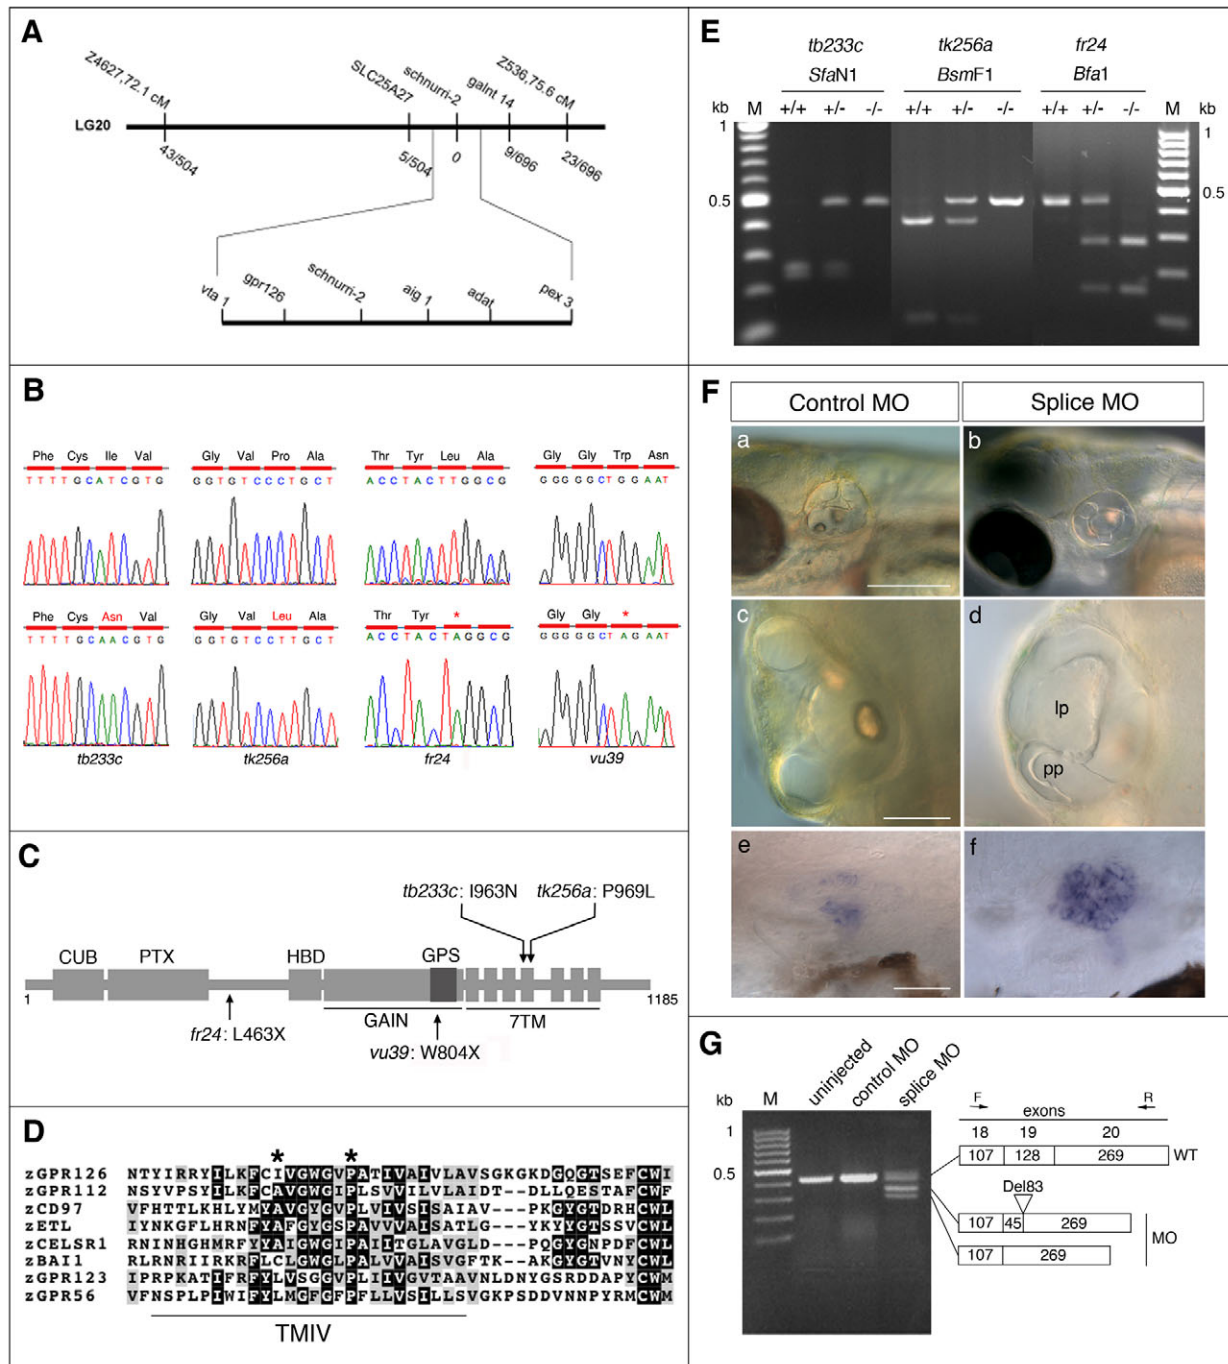 A
Z4627,72.1 cM
SLC25A27
schnurri-2
galnt 14
Z536,75.6 cM
LG20
43/504
5/504
0
9/696
23/696
vta 1
gpr126
schnurri-2
aig 1
adat
pex 3
B
Phe Cys Ile Val
TTTTGCATCGTG
Gly Val Pro Ala
GGTGTCCCTGCT
Thr Tyr Leu Ala
ACCTACTTGGCG
Gly Gly Trp Asn
GGGGGCTGGAAT
Phe Cys Asn Val
TTTTGCAACGTG
Gly Val Leu Ala
GGTGTCCTTGCT
Thr Tyr *
ACCTACTAGGCG
Gly Gly *
GGGGGCTAGAAT
tb233c
tk256a
fr24
vu39
C
tb233c: I963N
tk256a: P969L
CUB PTX HBD GPS
1 1185
GAIN 7TM
fr24: L463X
vu39: W804X
D
* *
zGPR126 NTYIRRYILKFCIVGWGVPATIVAIVLAVSGKGKDGQGTSEFCWI
zGPR112 NSYVPSYILKFCAVGWGIPLSVVILVLAIDT--DLLQESTAFCWF
zCD97 VFHTTLKHLYMYAVGYGVPLVIVSISAIAV---PQGYGTDRHCWL
zETL IYNKGFLHRNFYAFGYGSPAVVVAISATLG---YKYYGTSSVCWL
zCELSR1 RNINHGHMRFYYAIGWGIPAIITGLAVGLD---PQGYGNPDFCWL
zBAI1 RLRNRIIRKRFLCLGWGLPALVVAISVGFTK--AKGYGTVNYCWL
zGPR123 IPRPKATIFRFYLVSGGVPLIIVGVTAAVNLDNYGSRDDAPYCWM
zGPR56 VFNSPLPIWIFYLMGFGFPFLLVSILLSVGKPSDDVNNPYRMCWM
TMIV
E
tb233c tk256a fr24
SfaN1 BsmF1 Bfa1
kb M +/+ +/- -/- +/+ +/- -/- +/+ +/- -/- M kb
1 1
0.5 0.5
F
Control MO Splice MO
a b
c d
lp
pp
e f
G
uninjected
control MO
splice MO
kb M
1
0.5
F R
exons
18 19 20
107 128 269 WT
Del83
107 45 269
MO
107 269